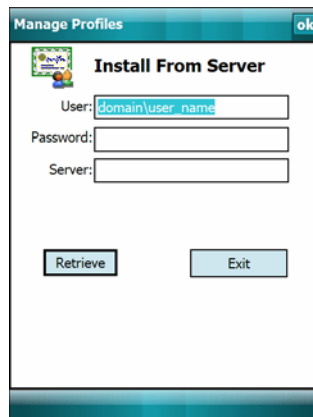 Manage Profiles ok
Install From Server
User: domain\user_name
Password:
Server:
Retrieve Exit